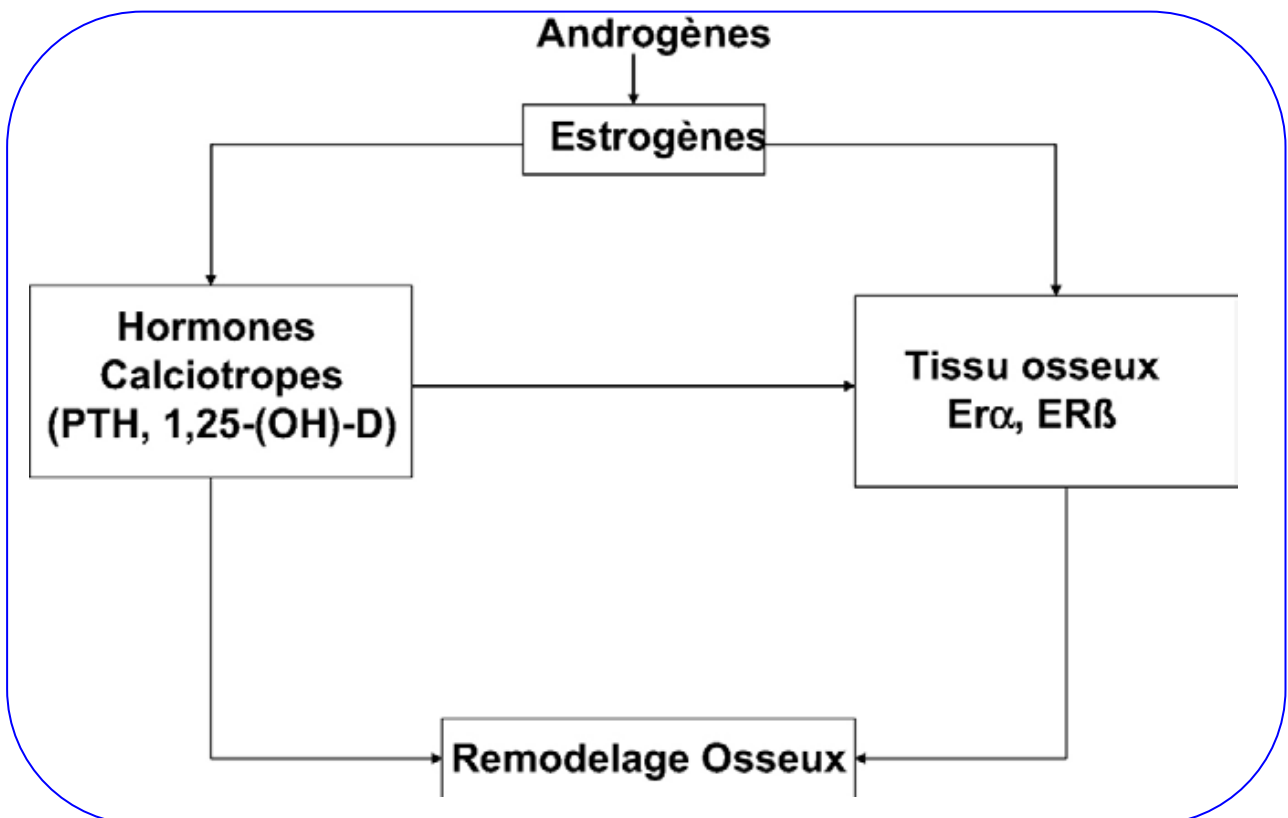 Androgènes
Estrogènes
Hormones
Calciotropes
(PTH, 1,25-(OH)-D)
Tissu osseux
Erα, ERß
Remodelage Osseux